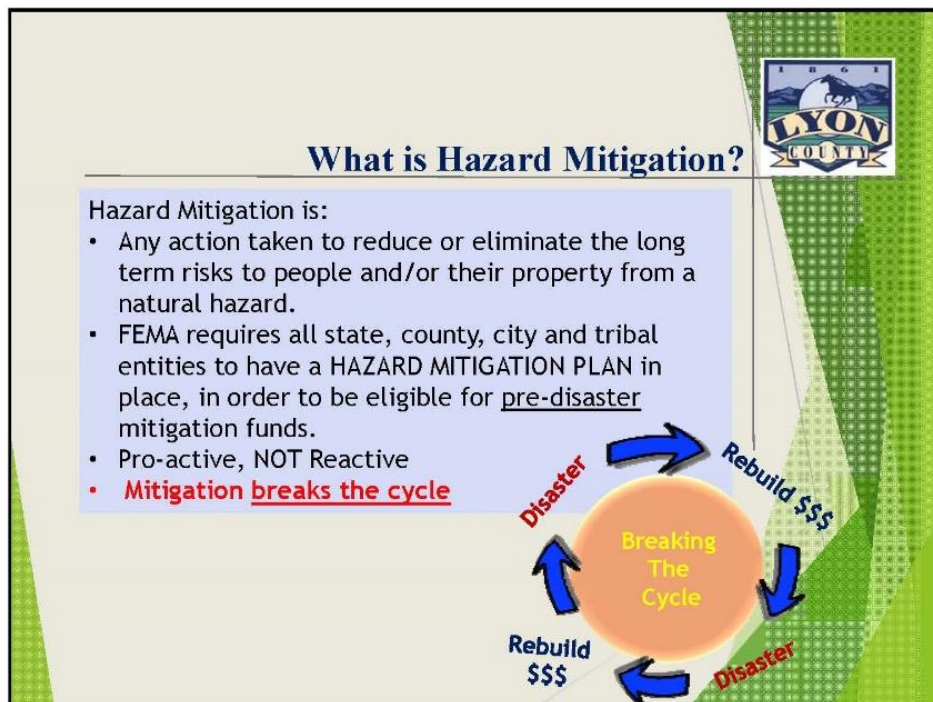 1861
LYON
COUNTY
What is Hazard Mitigation?
Hazard Mitigation is:
• Any action taken to reduce or eliminate the long
term risks to people and/or their property from a
natural hazard.
• FEMA requires all state, county, city and tribal
entities to have a HAZARD MITIGATION PLAN in
place, in order to be eligible for pre-disaster
mitigation funds.
• Pro-active, NOT Reactive
• Mitigation breaks the cycle
Disaster
Rebuild $$$
Breaking
The
Cycle
Rebuild
$$$
Disaster